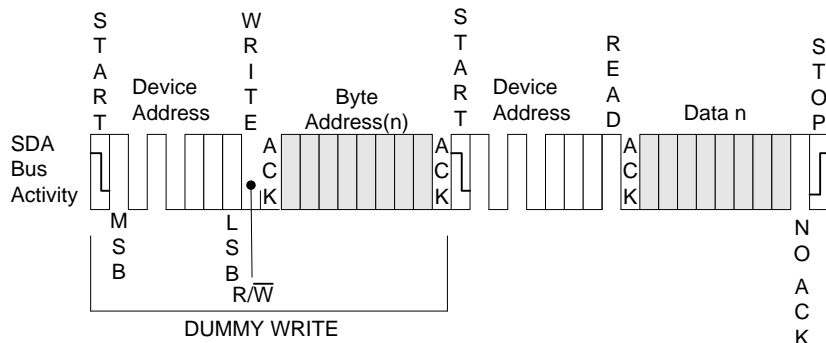 START
WRITE
START
READ
STOP
Device
Address
Byte
Address(n)
Device
Address
Data n
SDA
Bus
Activity
ACK
ACK
ACK
MSB
LSB
R/W̅
NO ACK
DUMMY WRITE